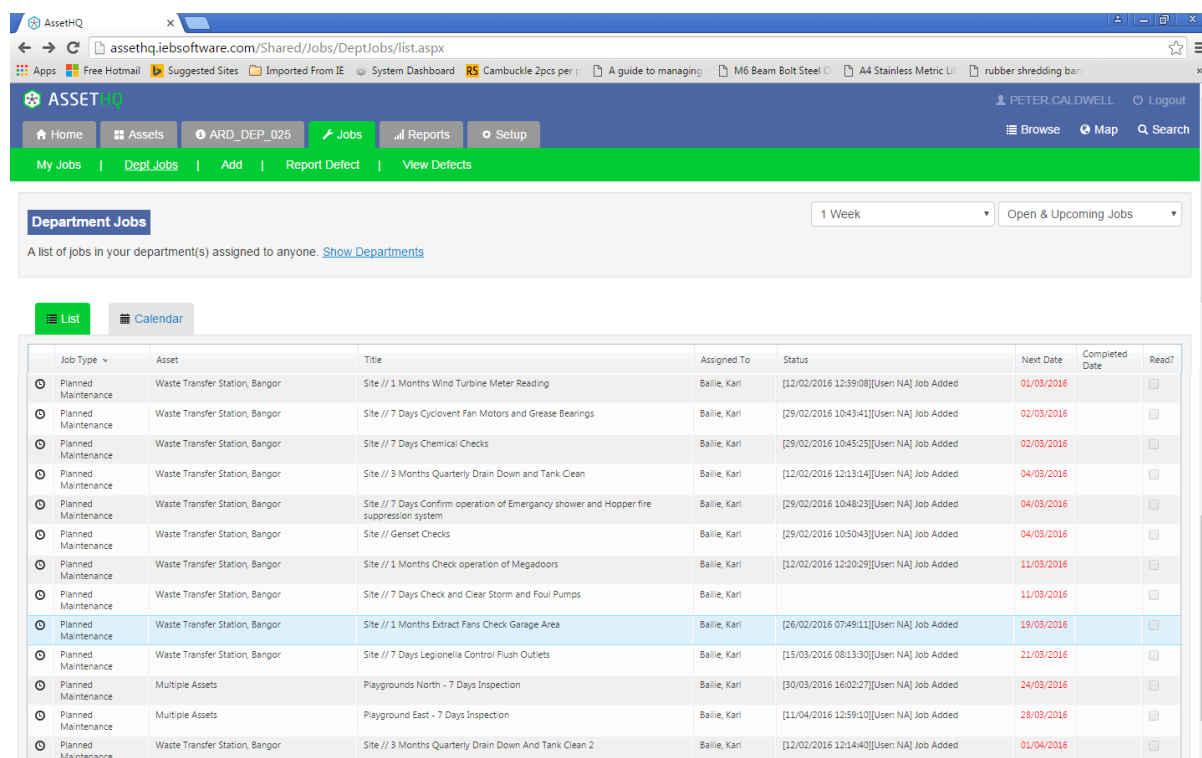 AssetHQ
assethq.iebsoftware.com/Shared/Jobs/DeptJobs/list.aspx
Apps Free Hotmail Suggested Sites Imported From IE System Dashboard RS Cambuckle 2pcs per A guide to managing M6 Beam Bolt Steel A4 Stainless Metric rubber shredding
ASSETHQ PETER.CALDWELL Logout
Home Assets ARD_DEP_025 Jobs Reports Setup Browse Map Search
My Jobs | Dept Jobs | Add | Report Defect | View Defects
Department Jobs 1 Week Open & Upcoming Jobs
A list of jobs in your department(s) assigned to anyone. Show Departments
List Calendar
Job Type Asset Title Assigned To Status Next Date Completed Date Read?
Planned Maintenance Waste Transfer Station, Bangor Site // 1 Months Wind Turbine Meter Reading Bailie, Karl [12/02/2016 12:39:08][User: NA] Job Added 01/03/2016
Planned Maintenance Waste Transfer Station, Bangor Site // 7 Days Cyclovent Fan Motors and Grease Bearings Bailie, Karl [29/02/2016 10:43:41][User: NA] Job Added 02/03/2016
Planned Maintenance Waste Transfer Station, Bangor Site // 7 Days Chemical Checks Bailie, Karl [29/02/2016 10:45:25][User: NA] Job Added 02/03/2016
Planned Maintenance Waste Transfer Station, Bangor Site // 3 Months Quarterly Drain Down and Tank Clean Bailie, Karl [12/02/2016 12:13:14][User: NA] Job Added 04/03/2016
Planned Maintenance Waste Transfer Station, Bangor Site // 7 Days Confirm operation of Emergancy shower and Hopper fire suppression system Bailie, Karl [29/02/2016 10:48:23][User: NA] Job Added 04/03/2016
Planned Maintenance Waste Transfer Station, Bangor Site // Genset Checks Bailie, Karl [29/02/2016 10:50:43][User: NA] Job Added 04/03/2016
Planned Maintenance Waste Transfer Station, Bangor Site // 1 Months Check operation of Megadoors Bailie, Karl [12/02/2016 12:20:29][User: NA] Job Added 11/03/2016
Planned Maintenance Waste Transfer Station, Bangor Site // 7 Days Check and Clear Storm and Foul Pumps Bailie, Karl 11/03/2016
Planned Maintenance Waste Transfer Station, Bangor Site // 1 Months Extract Fans Check Garage Area Bailie, Karl [26/02/2016 07:49:11][User: NA] Job Added 19/03/2016
Planned Maintenance Waste Transfer Station, Bangor Site // 7 Days Legionella Control Flush Outlets Bailie, Karl [15/03/2016 08:13:30][User: NA] Job Added 21/03/2016
Planned Maintenance Multiple Assets Playgrounds North - 7 Days Inspection Bailie, Karl [30/03/2016 16:02:27][User: NA] Job Added 24/03/2016
Planned Maintenance Multiple Assets Playground East - 7 Days Inspection Bailie, Karl [11/04/2016 12:59:10][User: NA] Job Added 28/03/2016
Planned Maintenance Waste Transfer Station, Bangor Site // 3 Months Quarterly Drain Down And Tank Clean 2 Bailie, Karl [12/02/2016 12:14:40][User: NA] Job Added 01/04/2016